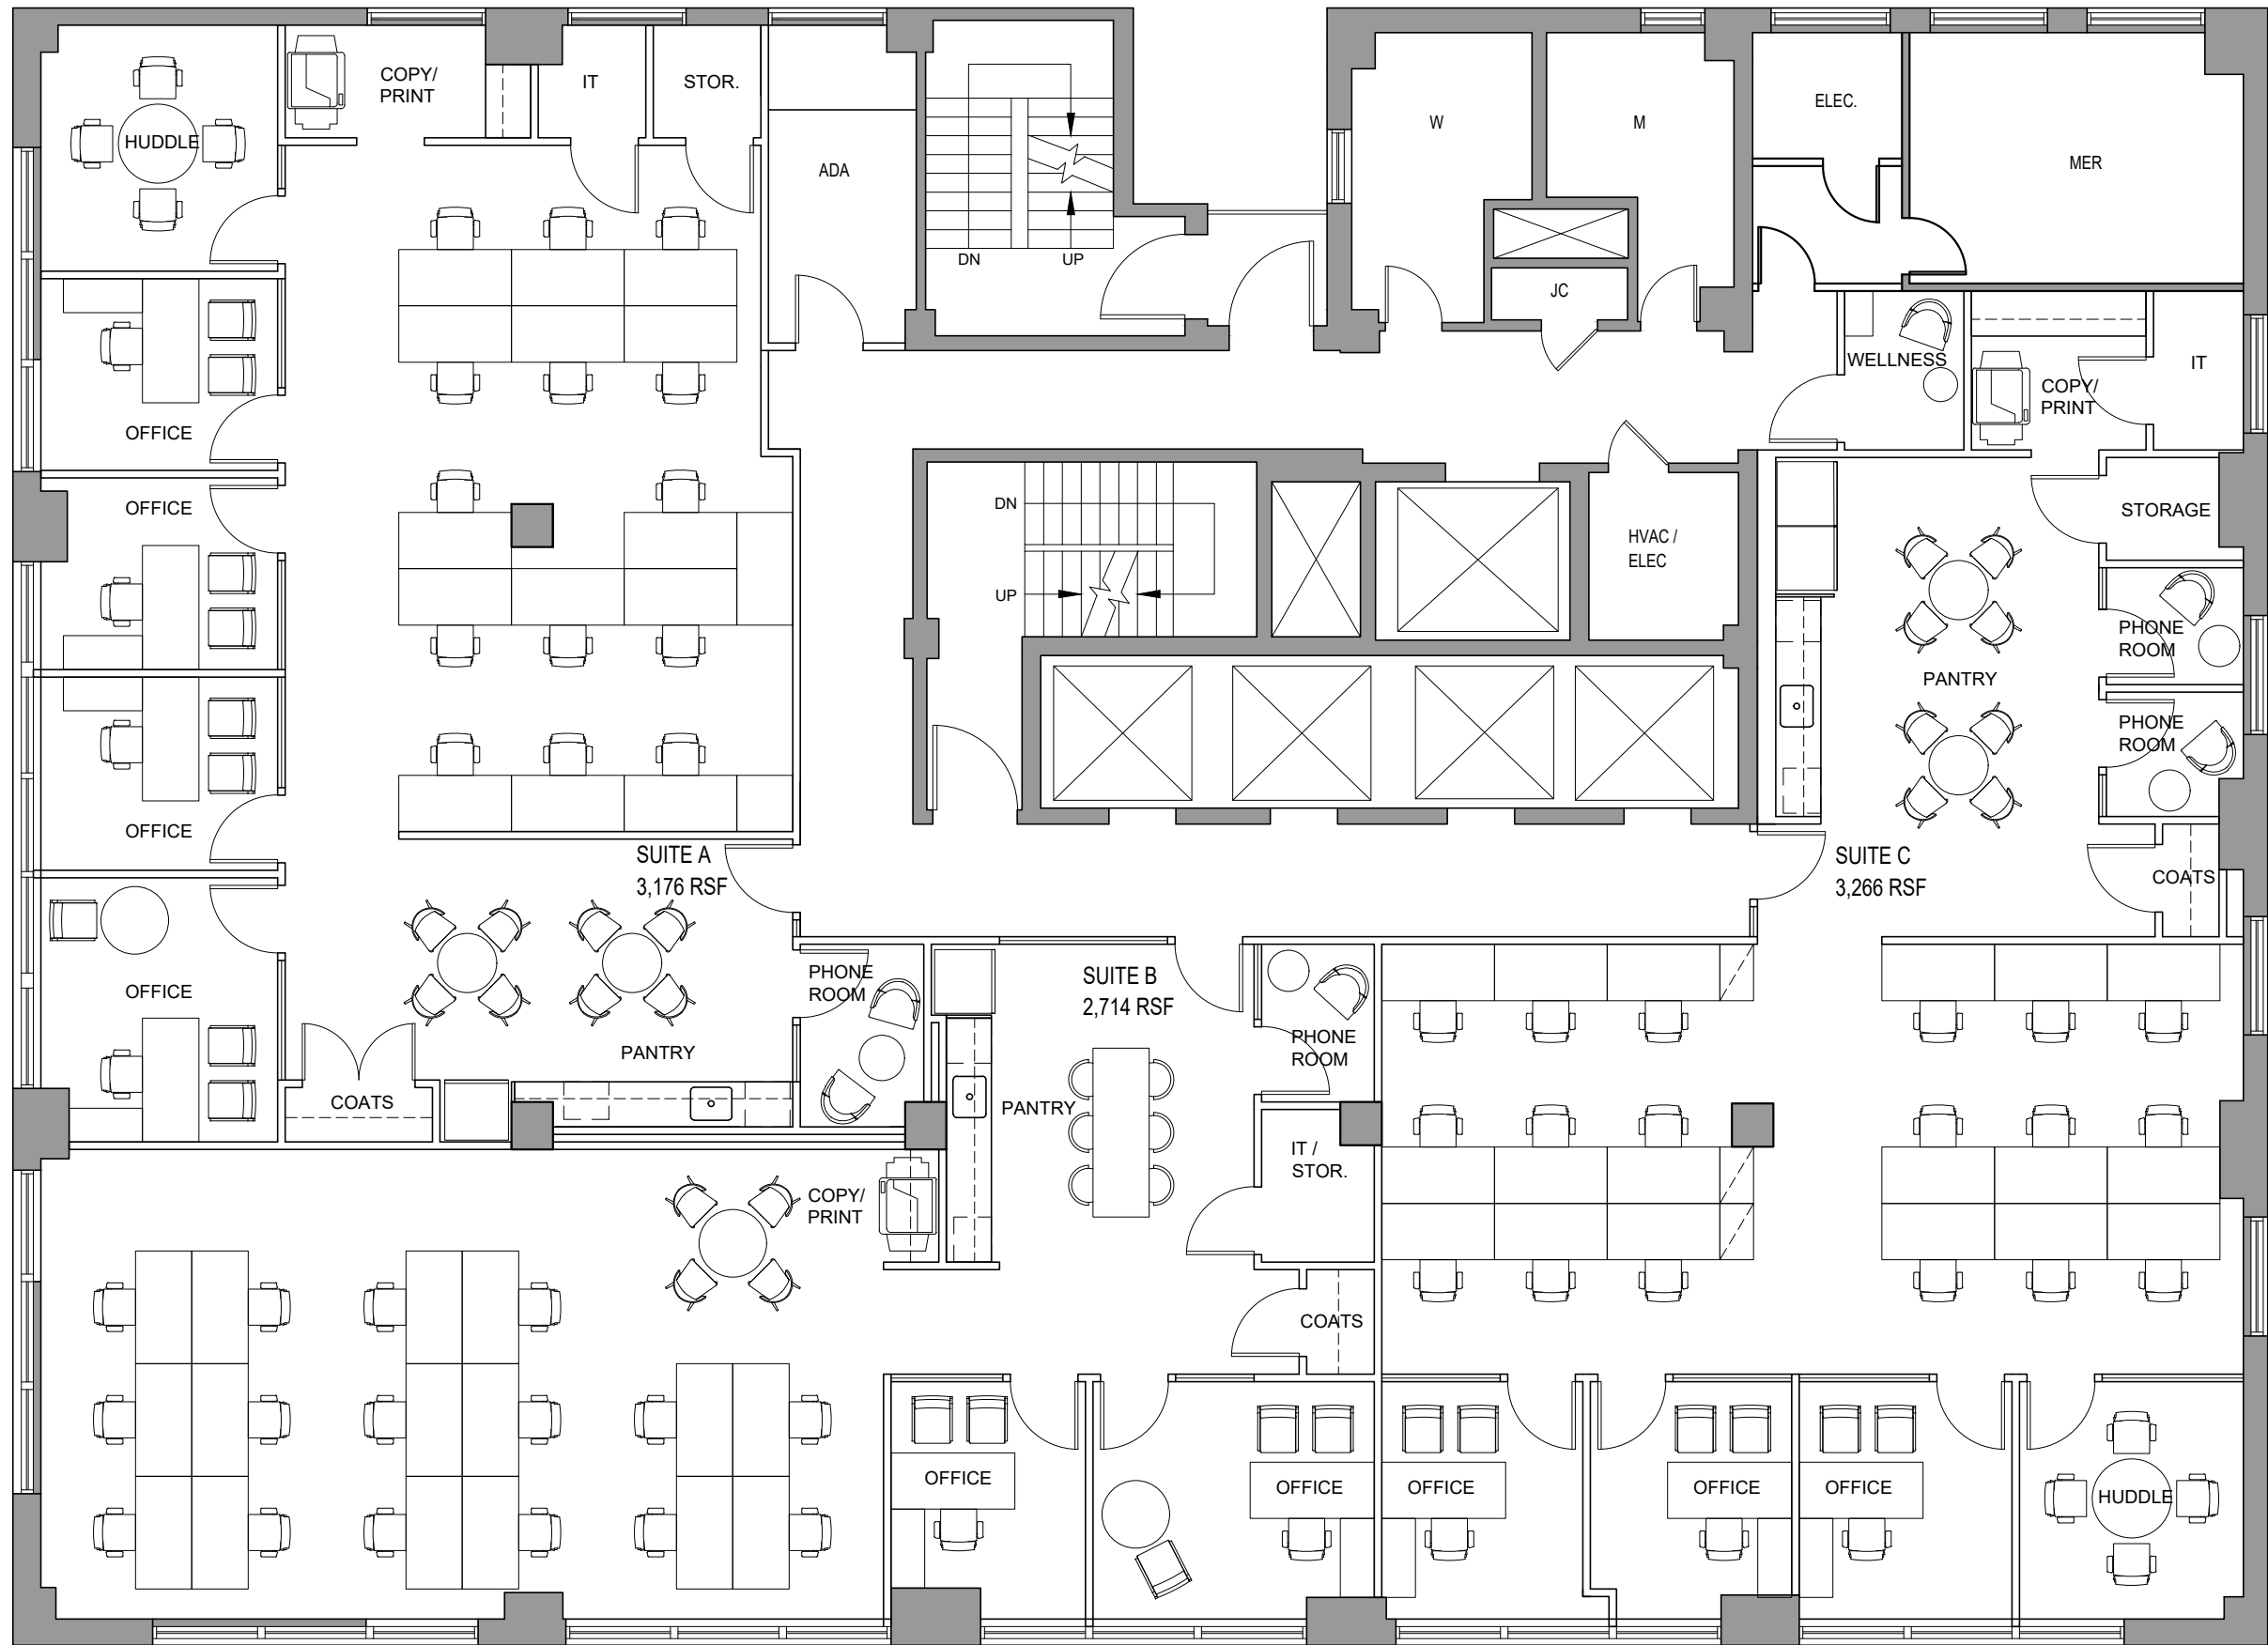 COPY/
PRINT
IT
STOR.
HUDDLE
ADA
DN
UP
W
M
JC
ELEC.
MER
WELLNESS
COPY/
PRINT
IT
OFFICE
OFFICE
OFFICE
OFFICE
DN
UP
HVAC /
ELEC
STORAGE
PHONE
ROOM
PANTRY
PHONE
ROOM
SUITE A
3,176 RSF
SUITE C
3,266 RSF
COATS
PHONE
ROOM
PANTRY
COATS
SUITE B
2,714 RSF
PHONE
ROOM
PANTRY
IT /
STOR.
COPY/
PRINT
COATS
OFFICE
OFFICE
OFFICE
OFFICE
OFFICE
HUDDLE